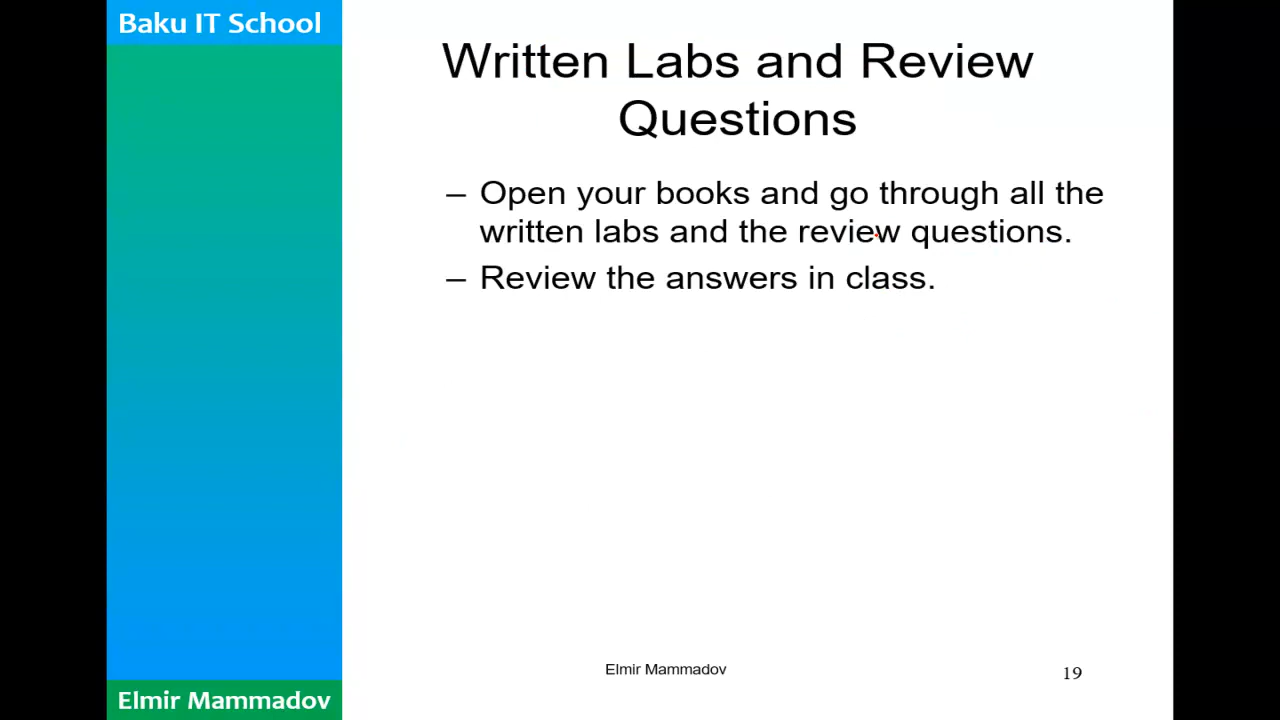 Baku IT School
Written Labs and Review
Questions
– Open your books and go through all the
written labs and the review questions.
– Review the answers in class.
Elmir Mammadov
19
Elmir Mammadov